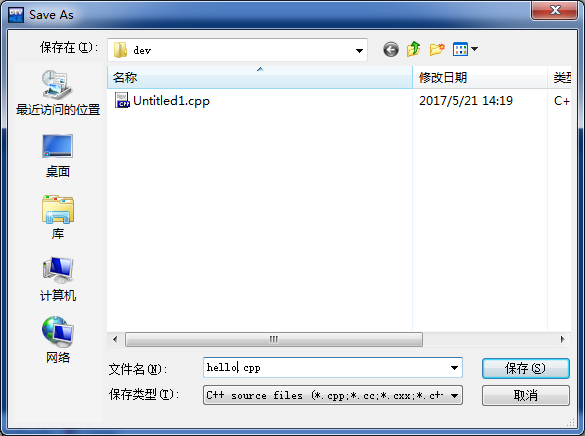 DEV
Save As
保存在(I):
dev
名称
修改日期
类型
Untitled1.cpp
2017/5/21 14:19
C+
最近访问的位置
桌面
库
计算机
网络
文件名(N):
hello.cpp
保存(S)
保存类型(T):
C++ source files (*.cpp;*.cc;*.cxx;*.c+
取消